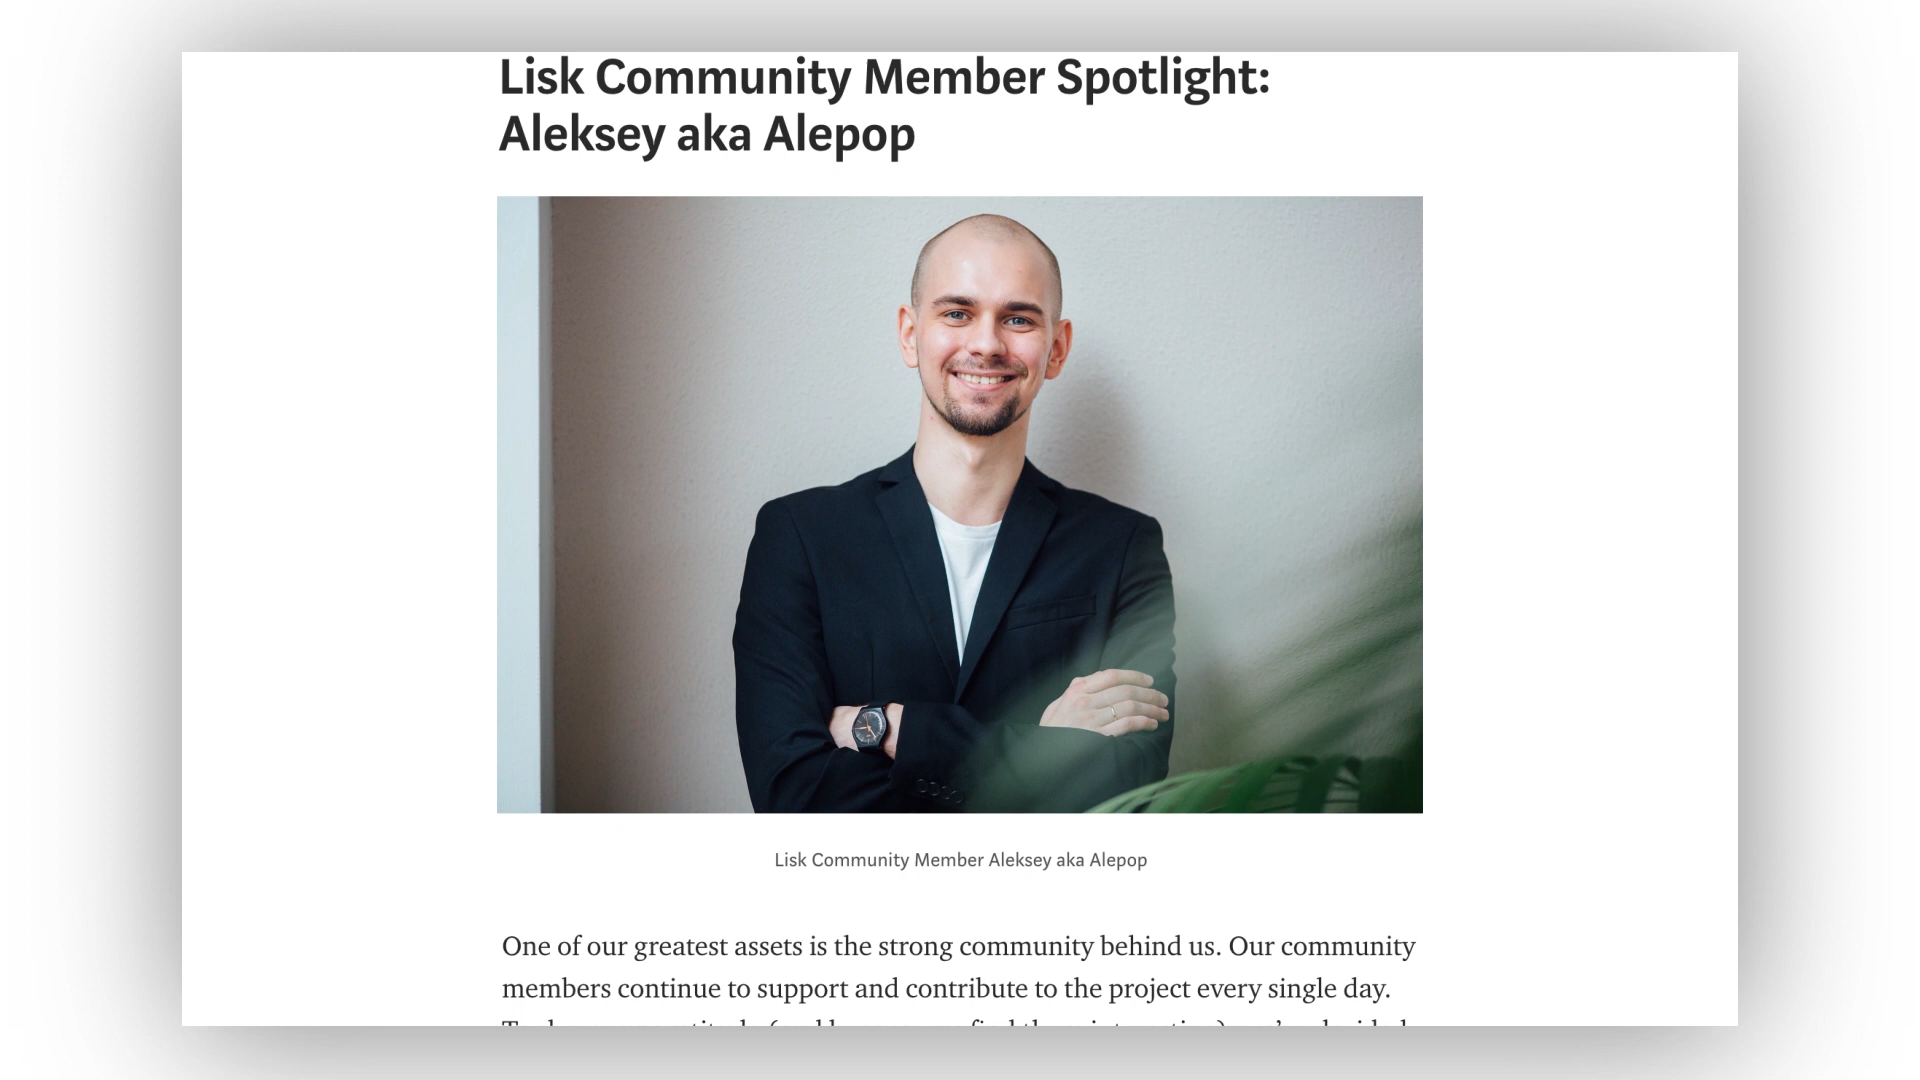 Lisk Community Member Spotlight:
Aleksey aka Alepop
Lisk Community Member Aleksey aka Alepop
One of our greatest assets is the strong community behind us. Our community
members continue to support and contribute to the project every single day.